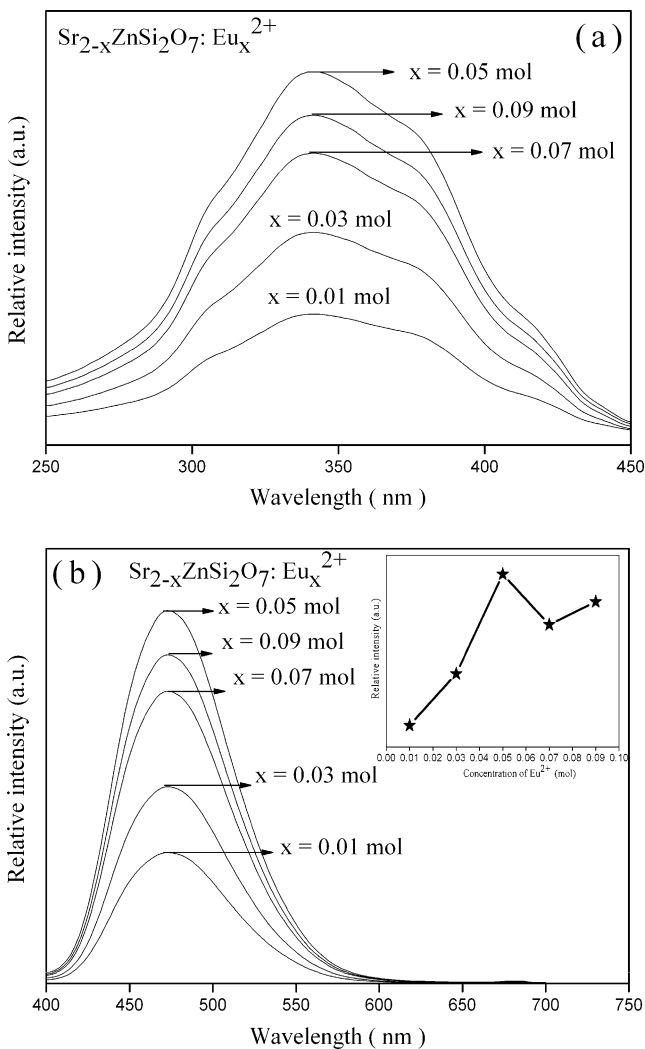 Sr2-xZnSi2O7: Eux2+
(a)
x = 0.05 mol
x = 0.09 mol
x = 0.07 mol
x = 0.03 mol
x = 0.01 mol
Relative intensity (a.u.)
250 300 350 400 450
Wavelength ( nm )
(b)
Sr2-xZnSi2O7: Eux2+
x = 0.05 mol
x = 0.09 mol
x = 0.07 mol
x = 0.03 mol
x = 0.01 mol
Relative intensity (a.u.)
400 450 500 550 600 650 700 750
Wavelength ( nm )
Relative intensity (a.u.)
0.00 0.01 0.02 0.03 0.04 0.05 0.06 0.07 0.08 0.09 0.10
Concentration of Eu2+ (mol)